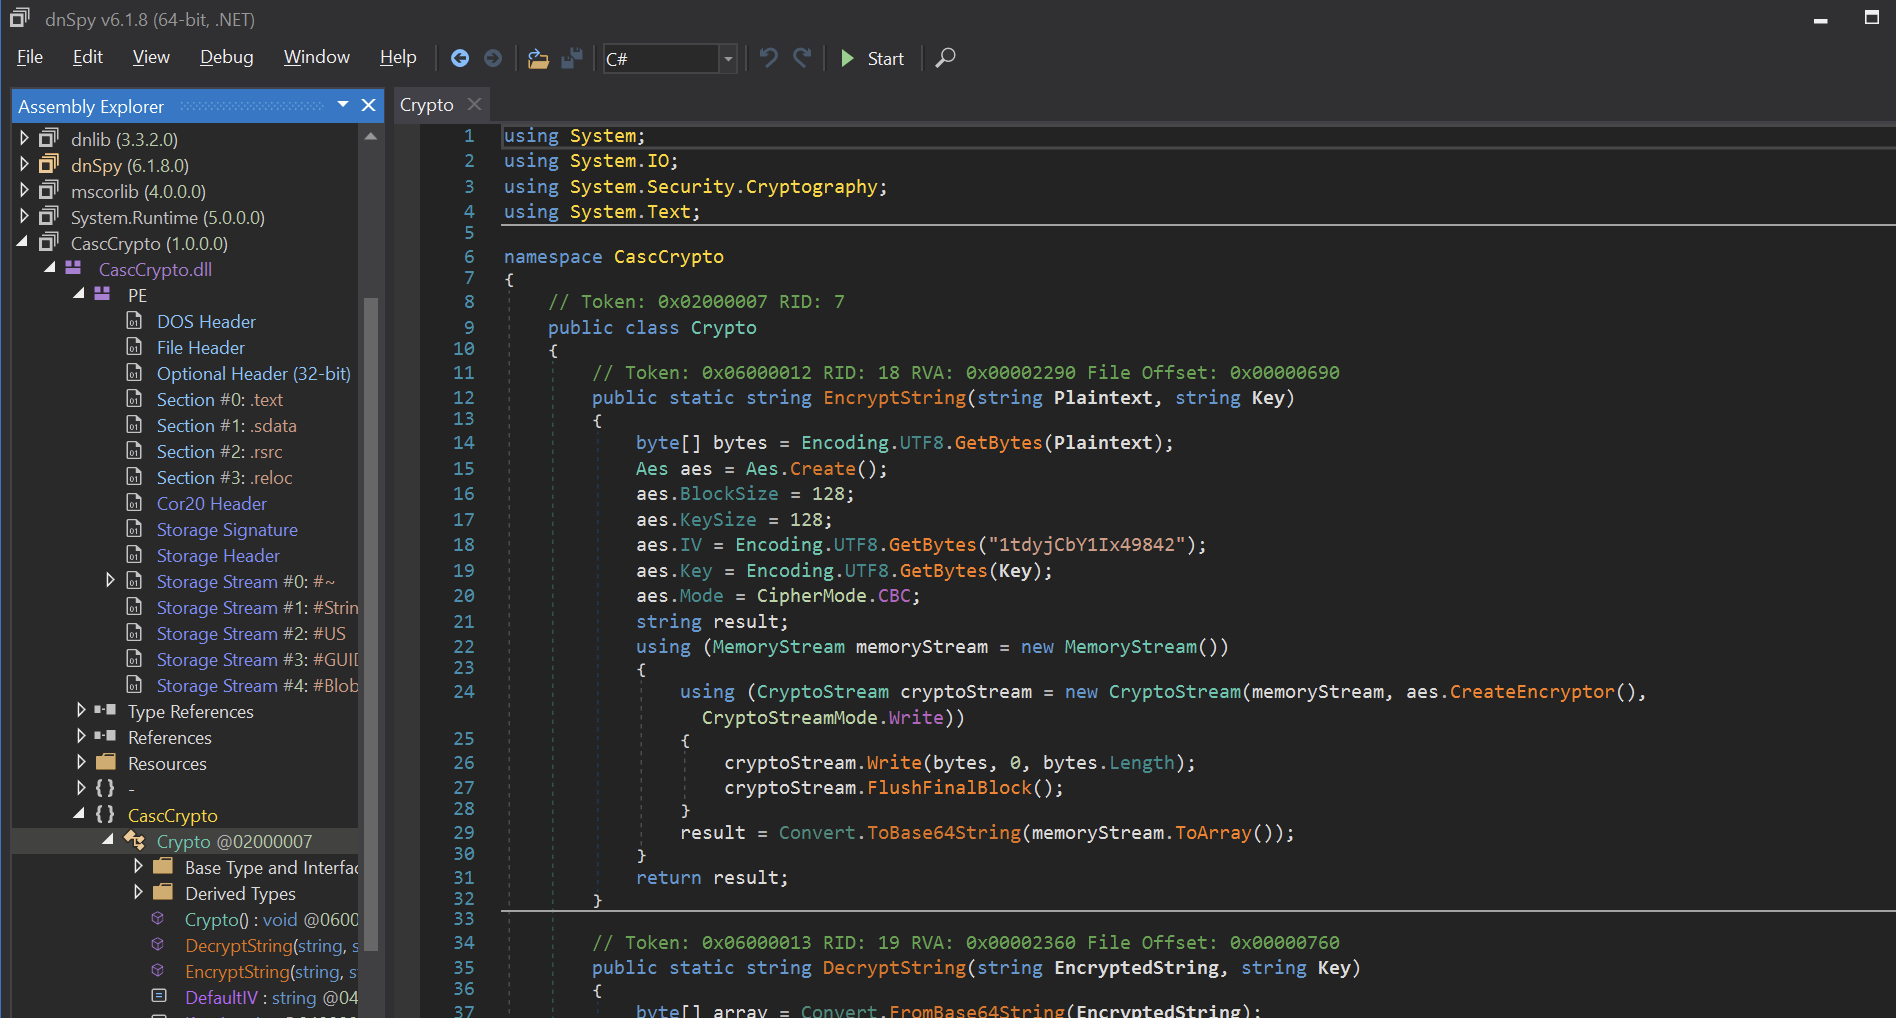 dnSpy v6.1.8 (64-bit, .NET)
File Edit View Debug Window Help C# Start
Assembly Explorer
dnlib (3.3.2.0)
dnSpy (6.1.8.0)
mscorlib (4.0.0.0)
System.Runtime (5.0.0.0)
CascCrypto (1.0.0.0)
CascCrypto.dll
PE
DOS Header
File Header
Optional Header (32-bit)
Section #0: .text
Section #1: .sdata
Section #2: .rsrc
Section #3: .reloc
Cor20 Header
Storage Signature
Storage Header
Storage Stream #0: #~
Storage Stream #1: #Strin
Storage Stream #2: #US
Storage Stream #3: #GUI
Storage Stream #4: #Blob
Type References
References
Resources
-
CascCrypto
Crypto @02000007
Base Type and Interfac
Derived Types
Crypto() : void @0600
DecryptString(string, s
EncryptString(string, s
DefaultIV : string @04
Crypto
1 using System;
2 using System.IO;
3 using System.Security.Cryptography;
4 using System.Text;
5
6 namespace CascCrypto
7 {
8 // Token: 0x02000007 RID: 7
9 public class Crypto
10 {
11 // Token: 0x06000012 RID: 18 RVA: 0x00002290 File Offset: 0x00000690
12 public static string EncryptString(string Plaintext, string Key)
13 {
14 byte[] bytes = Encoding.UTF8.GetBytes(Plaintext);
15 Aes aes = Aes.Create();
16 aes.BlockSize = 128;
17 aes.KeySize = 128;
18 aes.IV = Encoding.UTF8.GetBytes("1tdyjCbY1Ix49842");
19 aes.Key = Encoding.UTF8.GetBytes(Key);
20 aes.Mode = CipherMode.CBC;
21 string result;
22 using (MemoryStream memoryStream = new MemoryStream())
23 {
24 using (CryptoStream cryptoStream = new CryptoStream(memoryStream, aes.CreateEncryptor(),
CryptoStreamMode.Write))
25 {
26 cryptoStream.Write(bytes, 0, bytes.Length);
27 cryptoStream.FlushFinalBlock();
28 }
29 result = Convert.ToBase64String(memoryStream.ToArray());
30 }
31 return result;
32 }
33
34 // Token: 0x06000013 RID: 19 RVA: 0x00002360 File Offset: 0x00000760
35 public static string DecryptString(string EncryptedString, string Key)
36 {
37 byte[] array = Convert.FromBase64String(EncryptedString);